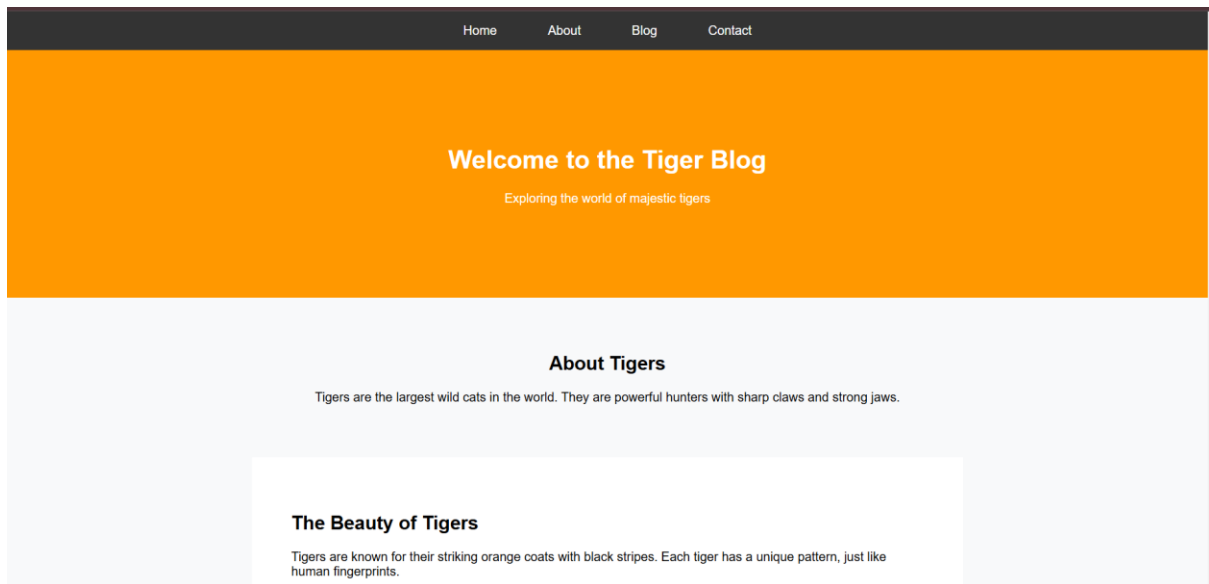 Home About Blog Contact
Welcome to the Tiger Blog
Exploring the world of majestic tigers
About Tigers
Tigers are the largest wild cats in the world. They are powerful hunters with sharp claws and strong jaws.
The Beauty of Tigers
Tigers are known for their striking orange coats with black stripes. Each tiger has a unique pattern, just like
human fingerprints.